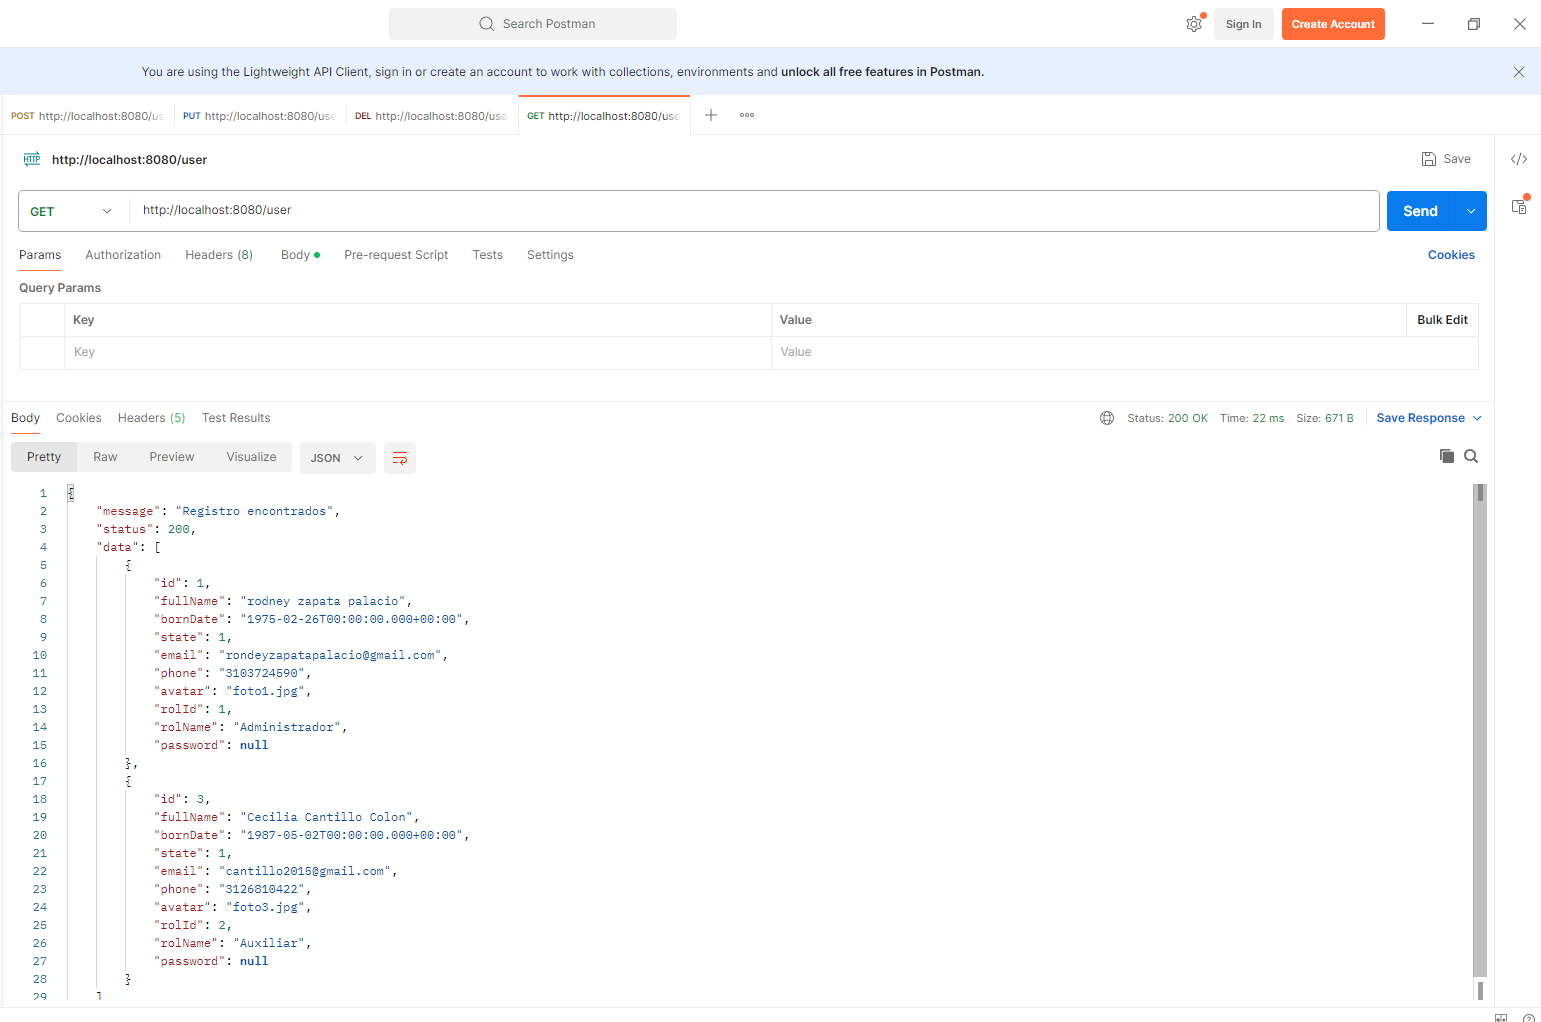 Search Postman
Sign In
Create Account
You are using the Lightweight API Client, sign in or create an account to work with collections, environments and unlock all free features in Postman.
POST http://localhost:8080/us
PUT http://localhost:8080/use
DEL http://localhost:8080/use
GET http://localhost:8080/use
HTTP http://localhost:8080/user
Save
GET http://localhost:8080/user
Send
Params Authorization Headers (8) Body Pre-request Script Tests Settings Cookies
Query Params
Key Value Bulk Edit
Key Value
Body Cookies Headers (5) Test Results Status: 200 OK Time: 22 ms Size: 671 B Save Response
Pretty Raw Preview Visualize JSON
1 {
2 "message": "Registro encontrados",
3 "status": 200,
4 "data": [
5 {
6 "id": 1,
7 "fullName": "rodney zapata palacio",
8 "bornDate": "1975-02-26T00:00:00.000+00:00",
9 "state": 1,
10 "email": "rondeyzapatapalacio@gmail.com",
11 "phone": "3103724590",
12 "avatar": "foto1.jpg",
13 "rolId": 1,
14 "rolName": "Administrador",
15 "password": null
16 },
17 {
18 "id": 3,
19 "fullName": "Cecilia Cantillo Colon",
20 "bornDate": "1987-05-02T00:00:00.000+00:00",
21 "state": 1,
22 "email": "cantillo2015@gmail.com",
23 "phone": "3126810422",
24 "avatar": "foto3.jpg",
25 "rolId": 2,
26 "rolName": "Auxiliar",
27 "password": null
28 }
29 ]